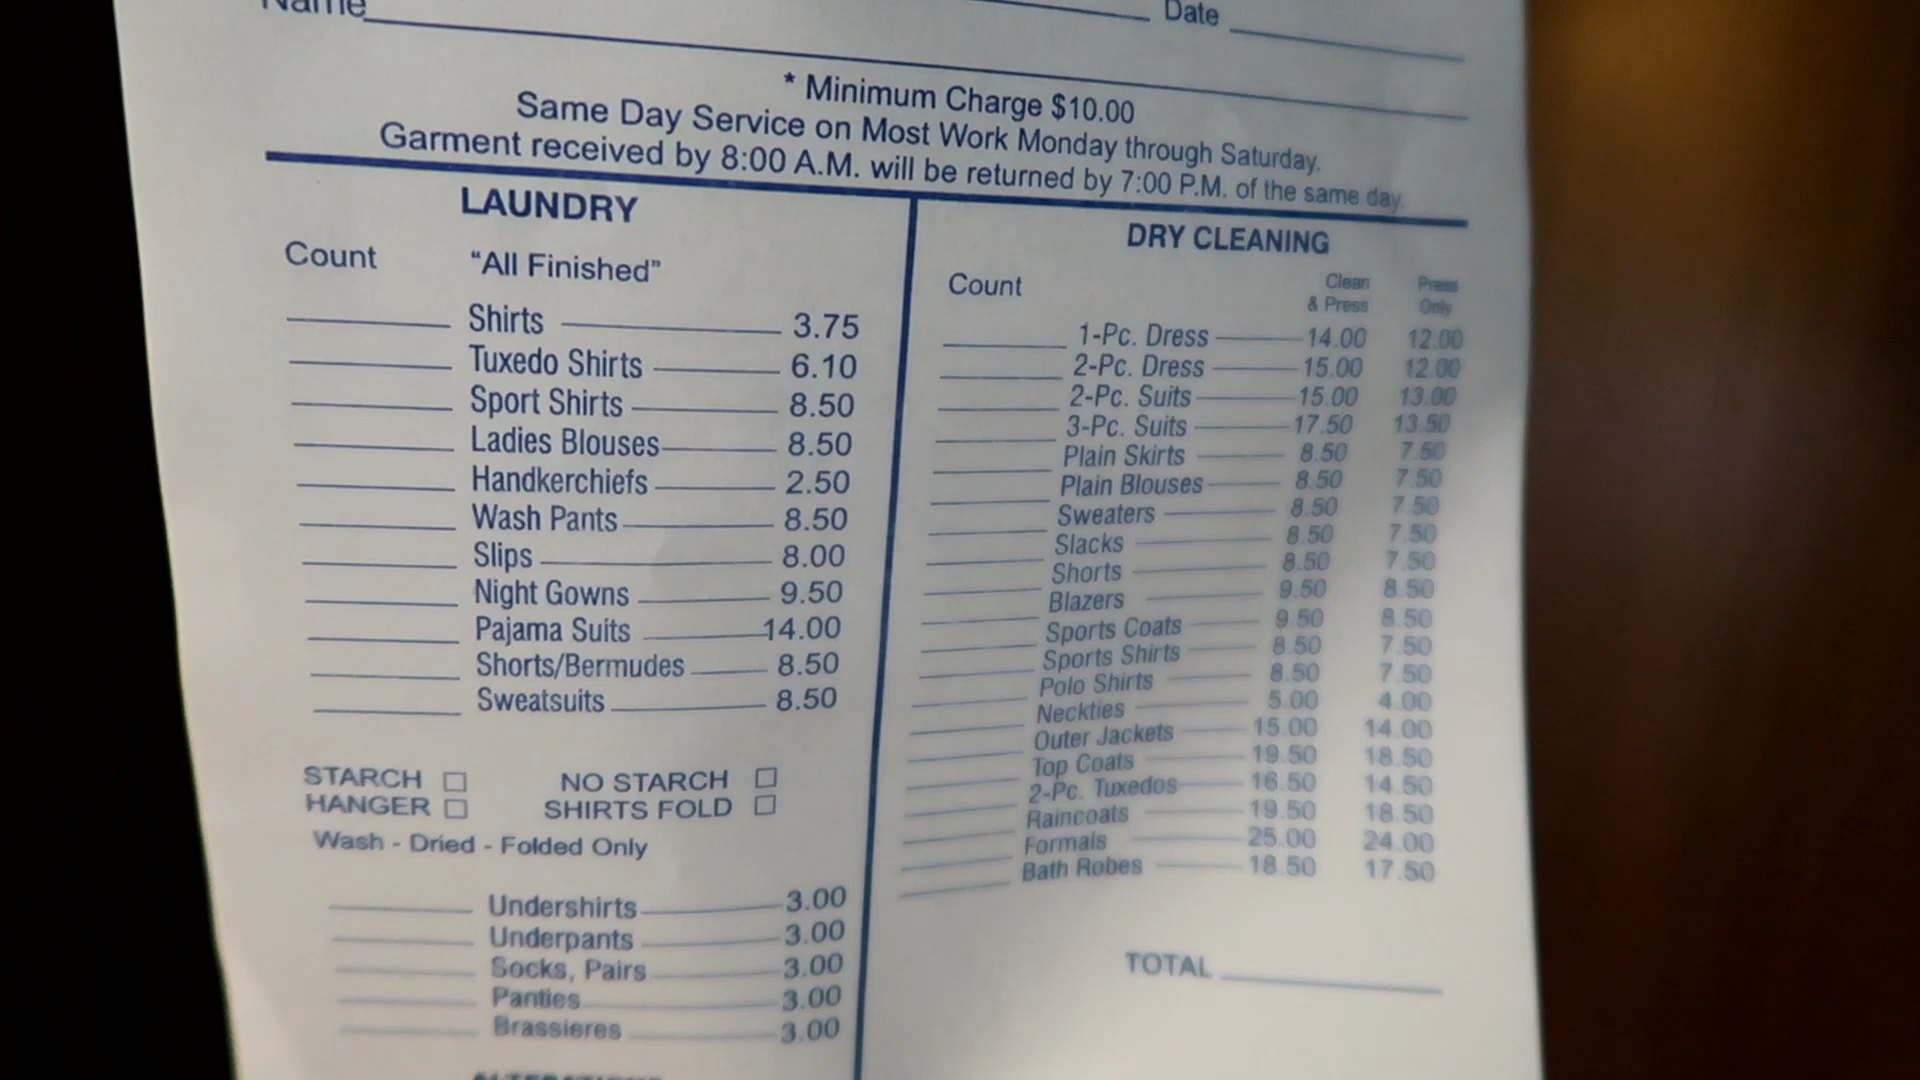 Name Date
* Minimum Charge $10.00
Same Day Service on Most Work Monday through Saturday.
Garment received by 8:00 A.M. will be returned by 7:00 P.M. of the same day.
LAUNDRY
Count "All Finished"
Shirts 3.75
Tuxedo Shirts 6.10
Sport Shirts 8.50
Ladies Blouses 8.50
Handkerchiefs 2.50
Wash Pants 8.50
Slips 8.00
Night Gowns 9.50
Pajama Suits 14.00
Shorts/Bermudes 8.50
Sweatsuits 8.50
STARCH NO STARCH
HANGER SHIRTS FOLD
Wash - Dried - Folded Only
Undershirts 3.00
Underpants 3.00
Socks, Pairs 3.00
Panties 3.00
Brassieres 3.00
DRY CLEANING
Count Clean & Press Press Only
1-Pc. Dress 14.00 12.00
2-Pc. Dress 15.00 12.00
2-Pc. Suits 15.00 13.00
3-Pc. Suits 17.50 13.50
Plain Skirts 8.50 7.50
Plain Blouses 8.50 7.50
Sweaters 8.50 7.50
Slacks 8.50 7.50
Shorts 8.50 7.50
Blazers 9.50 8.50
Sports Coats 9.50 8.50
Sports Shirts 8.50 7.50
Polo Shirts 8.50 7.50
Neckties 5.00 4.00
Outer Jackets 15.00 14.00
Top Coats 19.50 18.50
2-Pc. Tuxedos 16.50 14.50
Raincoats 19.50 18.50
Formals 25.00 24.00
Bath Robes 18.50 17.50
TOTAL